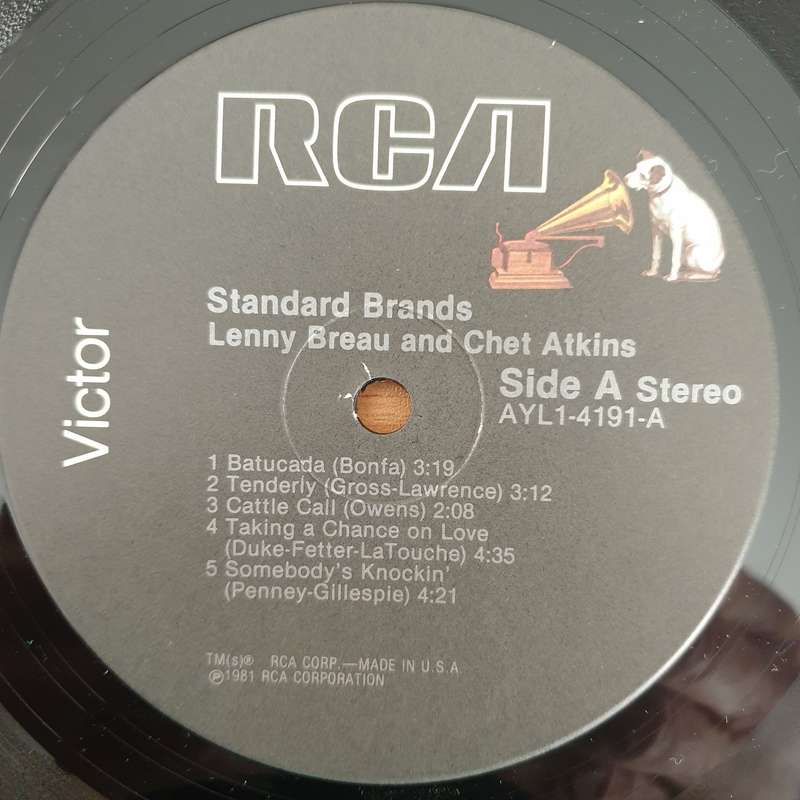 RCA
Victor
Standard Brands
Lenny Breau and Chet Atkins
Side A Stereo
AYL1-4191-A
1 Batucada (Bonfa) 3:19
2 Tenderly (Gross-Lawrence) 3:12
3 Cattle Call (Owens) 2:08
4 Taking a Chance on Love
(Duke-Fetter-LaTouche) 4:35
5 Somebody's Knockin'
(Penney-Gillespie) 4:21
TM(s)® RCA CORP.—MADE IN U.S.A
℗1981 RCA CORPORATION